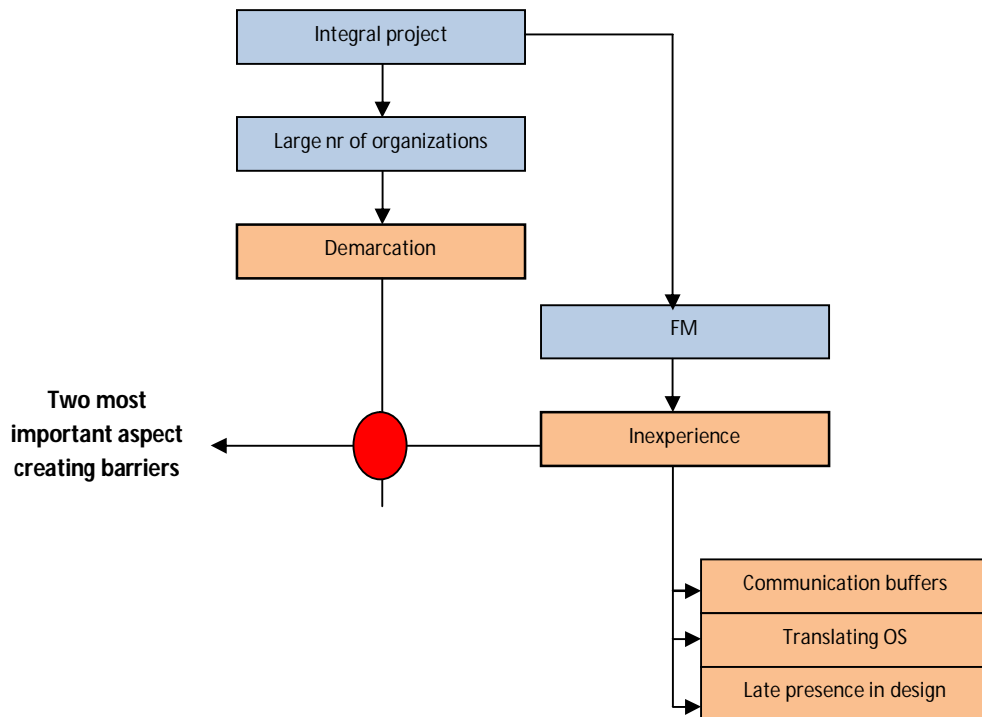 Integral project
Large nr of organizations
Demarcation
FM
Two most
important aspect
creating barriers
Inexperience
Communication buffers
Translating OS
Late presence in design